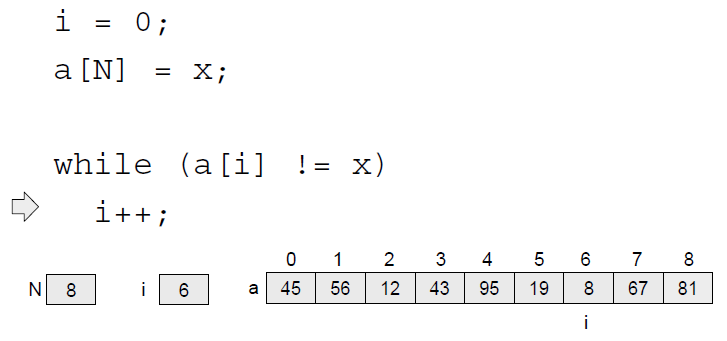 i = 0;
a[N] = x;
while (a[i] != x)
i++;
0 1 2 3 4 5 6 7 8
N 8 i 6 a 45 56 12 43 95 19 8 67 81
i